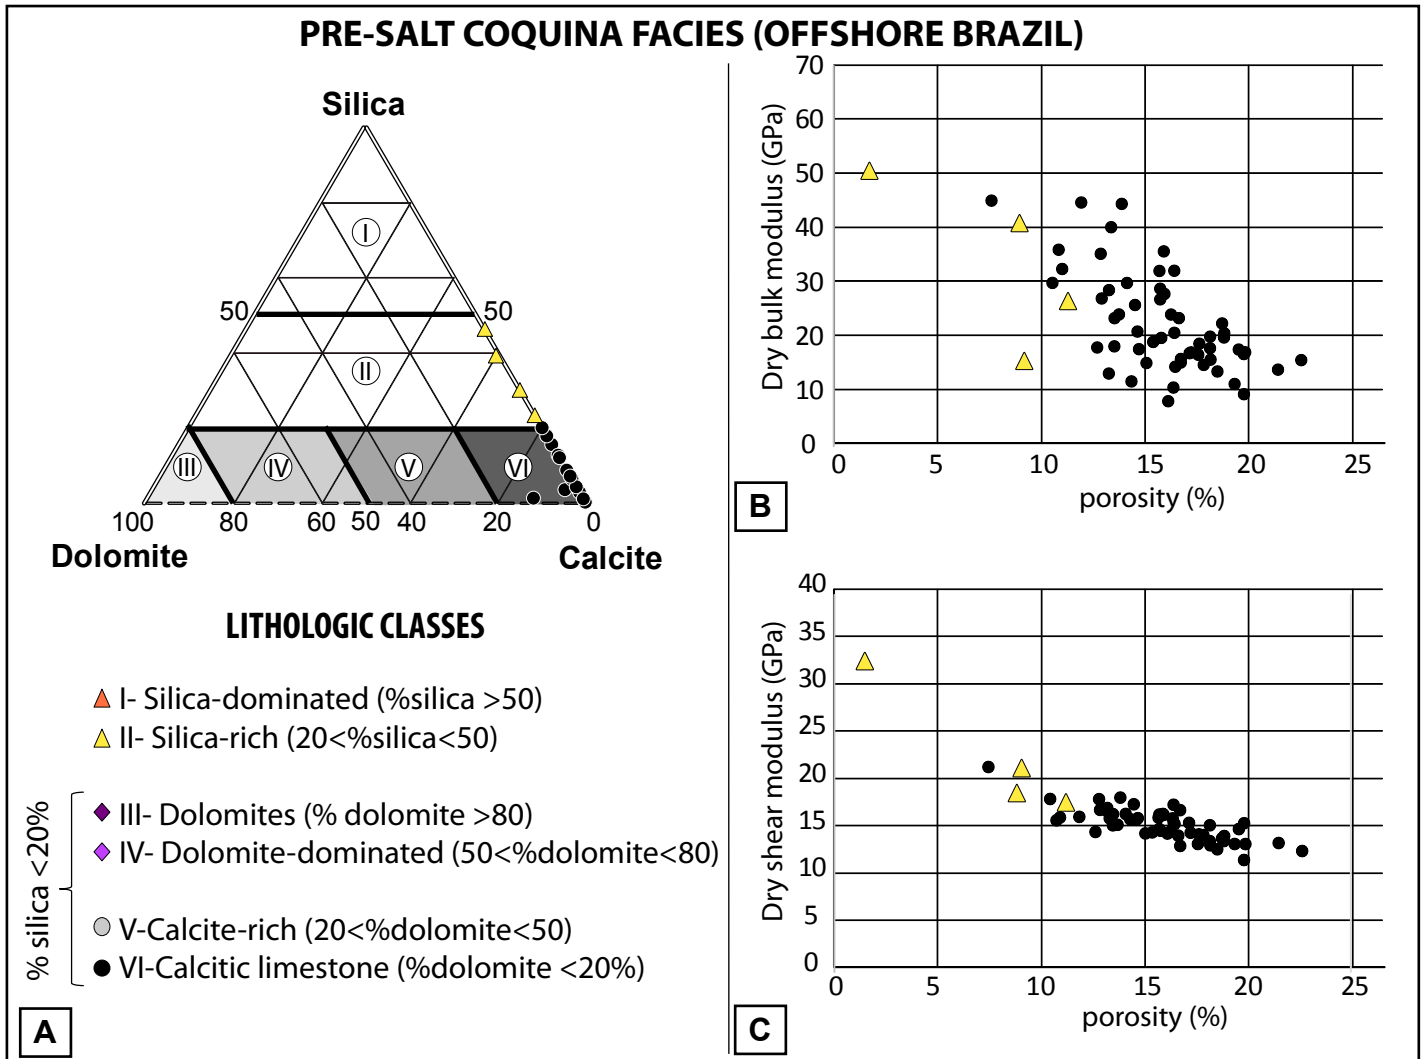 PRE-SALT COQUINA FACIES (OFFSHORE BRAZIL)
Silica
I
50
50
II
III
IV
V
VI
100
80
60
50
40
20
0
Dolomite
Calcite
LITHOLOGIC CLASSES
I- Silica-dominated (%silica >50)
II- Silica-rich (20<%silica<50)
% silica <20%
III- Dolomites (% dolomite >80)
IV- Dolomite-dominated (50<%dolomite<80)
V-Calcite-rich (20<%dolomite<50)
VI-Calcitic limestone (%dolomite <20%)
A
Dry bulk modulus (GPa)
70
60
50
40
30
20
10
0
0
5
10
15
20
25
porosity (%)
B
Dry shear modulus (GPa)
40
35
30
25
20
15
10
5
0
0
5
10
15
20
25
porosity (%)
C